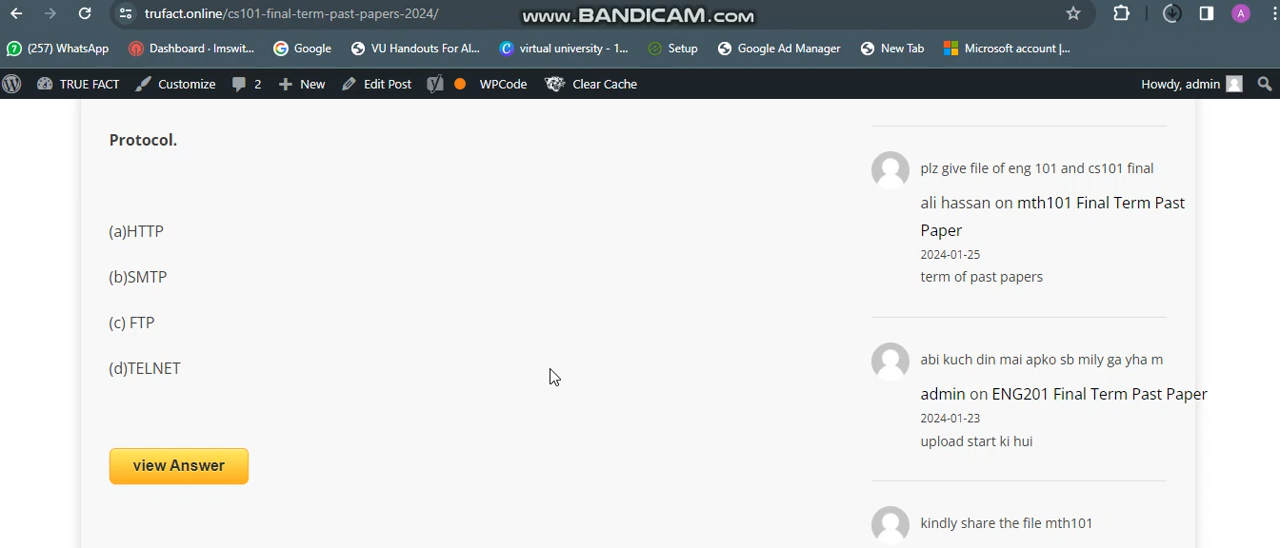 trufact.online/cs101-final-term-past-papers-2024/
www.BANDICAM.com
A
(257) WhatsApp
Dashboard · Imswit...
Google
VU Handouts For Al...
virtual university - 1...
Setup
Google Ad Manager
New Tab
Microsoft account |...
TRUE FACT
Customize
2
New
Edit Post
WPCode
Clear Cache
Howdy, admin
Protocol.
(a)HTTP
(b)SMTP
(c) FTP
(d)TELNET
view Answer
plz give file of eng 101 and cs101 final
ali hassan on mth101 Final Term Past
Paper
2024-01-25
term of past papers
abi kuch din mai apko sb mily ga yha m
admin on ENG201 Final Term Past Paper
2024-01-23
upload start ki hui
kindly share the file mth101